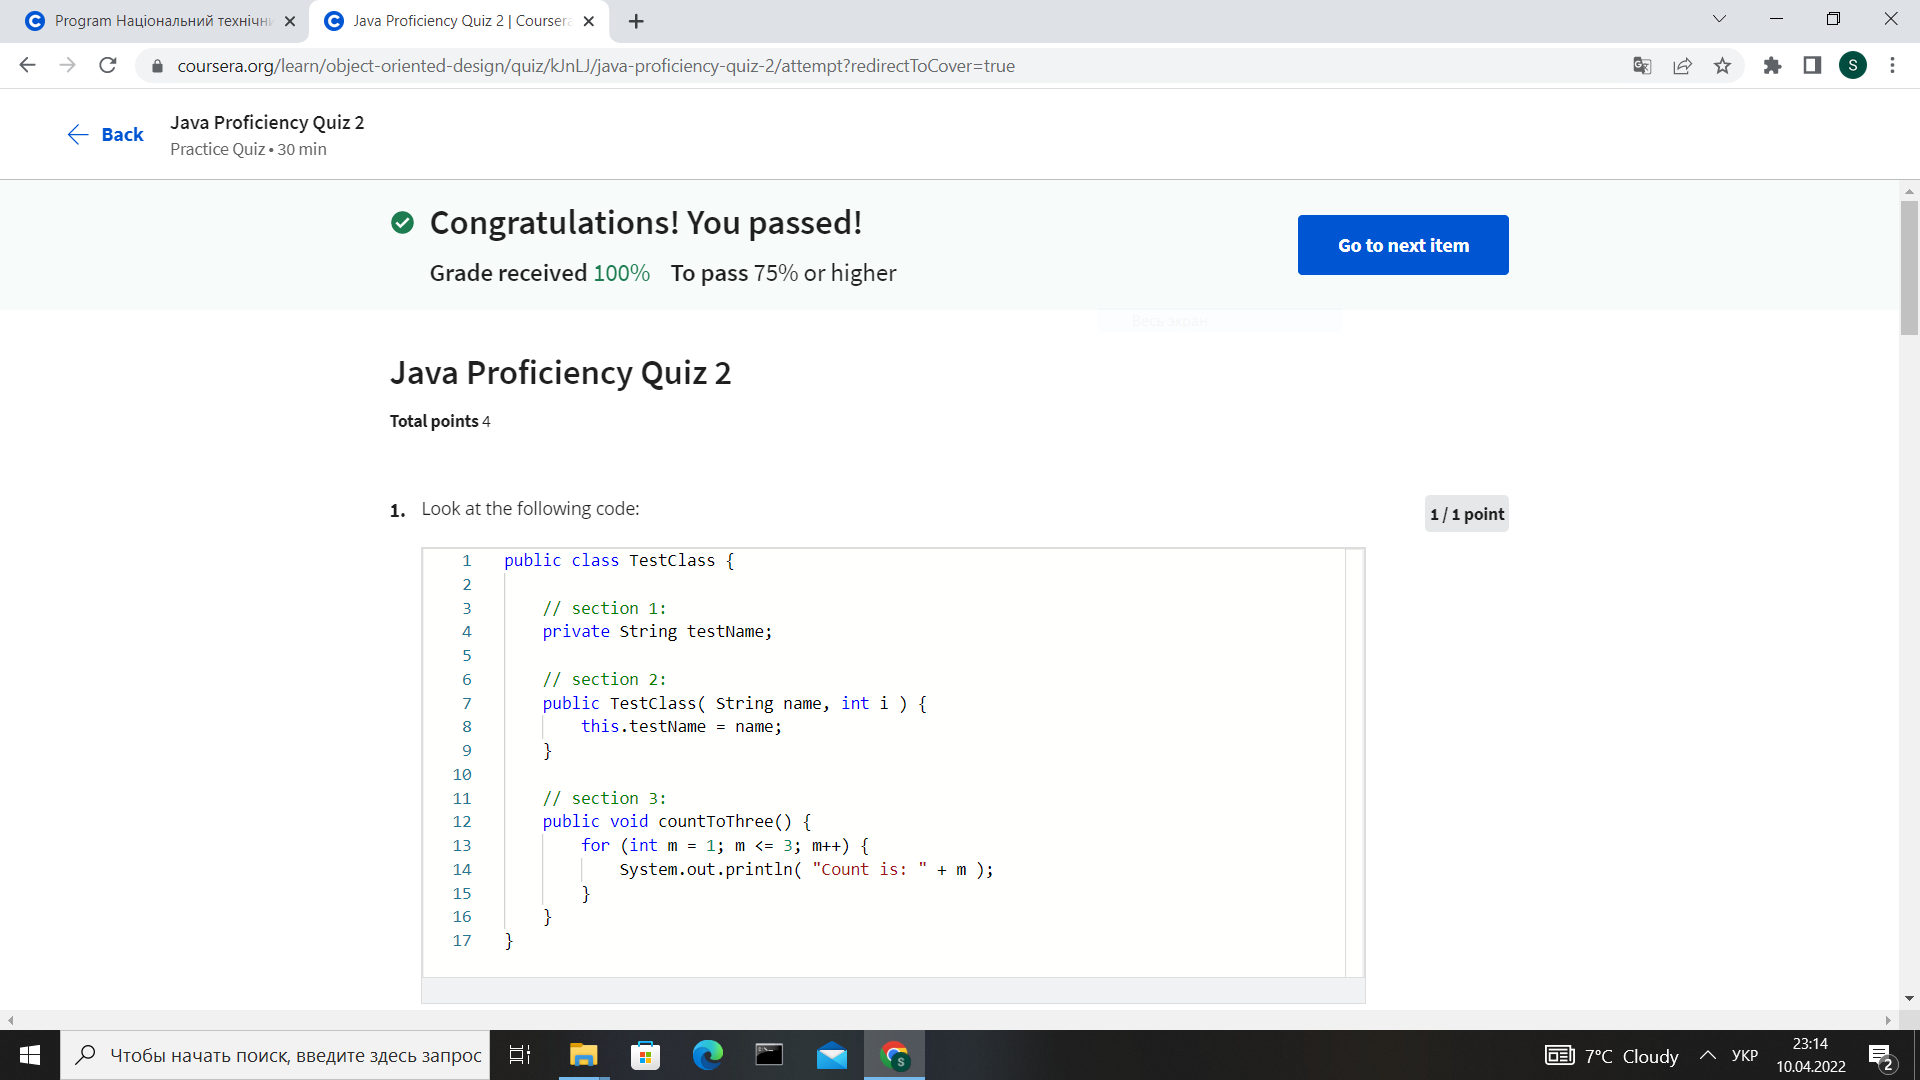 Program Національний технічн
Java Proficiency Quiz 2 | Coursera
coursera.org/learn/object-oriented-design/quiz/kJnLJ/java-proficiency-quiz-2/attempt?redirectToCover=true
S
Back
Java Proficiency Quiz 2
Practice Quiz • 30 min
Congratulations! You passed!
Grade received 100% To pass 75% or higher
Go to next item
Весь экран
Java Proficiency Quiz 2
Total points 4
1. Look at the following code:
1 / 1 point
1 public class TestClass {
2
3 // section 1:
4 private String testName;
5
6 // section 2:
7 public TestClass( String name, int i ) {
8 this.testName = name;
9 }
10
11 // section 3:
12 public void countToThree() {
13 for (int m = 1; m <= 3; m++) {
14 System.out.println( "Count is: " + m );
15 }
16 }
17 }
Чтобы начать поиск, введите здесь запрос
S
7°C Cloudy
УКР
23:14
10.04.2022
2